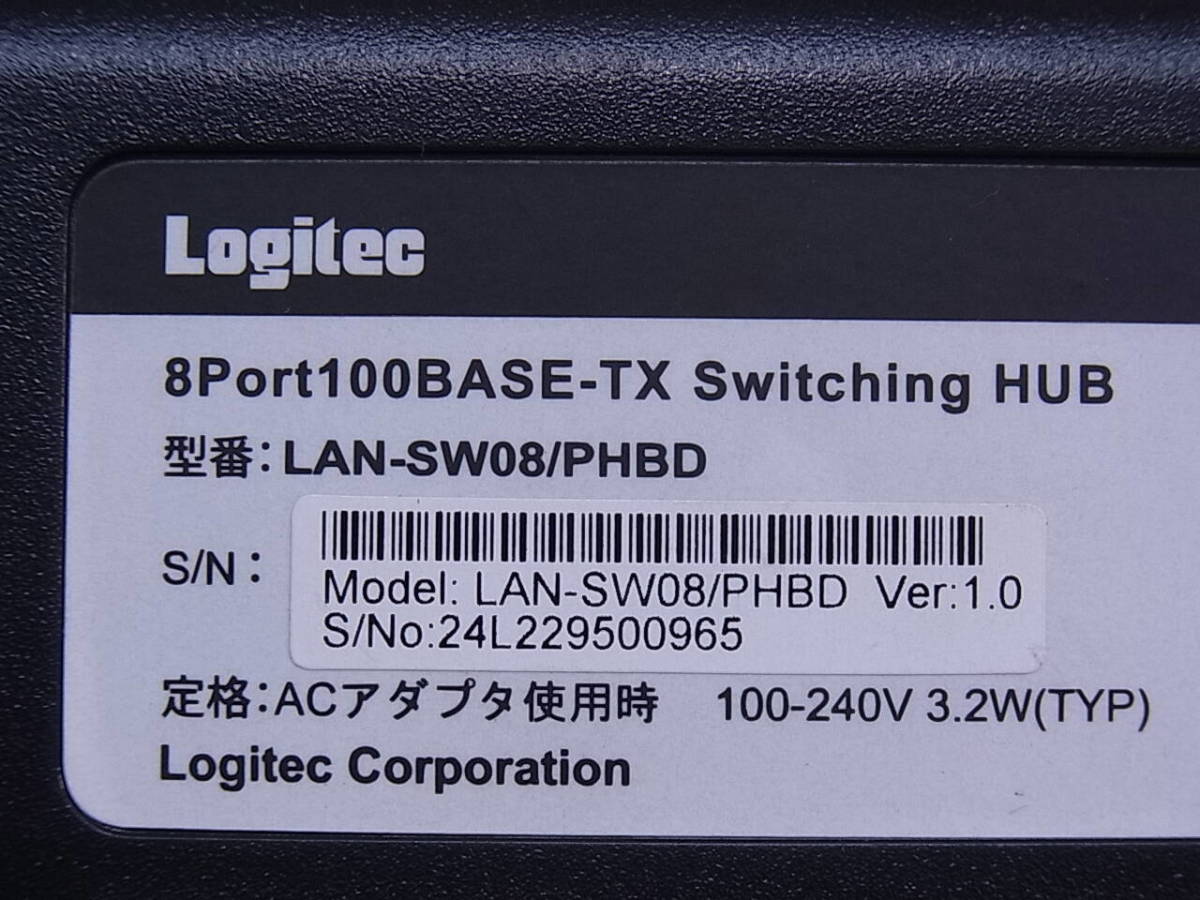 Logitec
8Port100BASE-TX Switching HUB
型番：LAN-SW08/PHBD
S/N：
Model: LAN-SW08/PHBD Ver:1.0
S/No:24L229500965
定格：ACアダプタ使用時 100-240V 3.2W(TYP)
Logitec Corporation